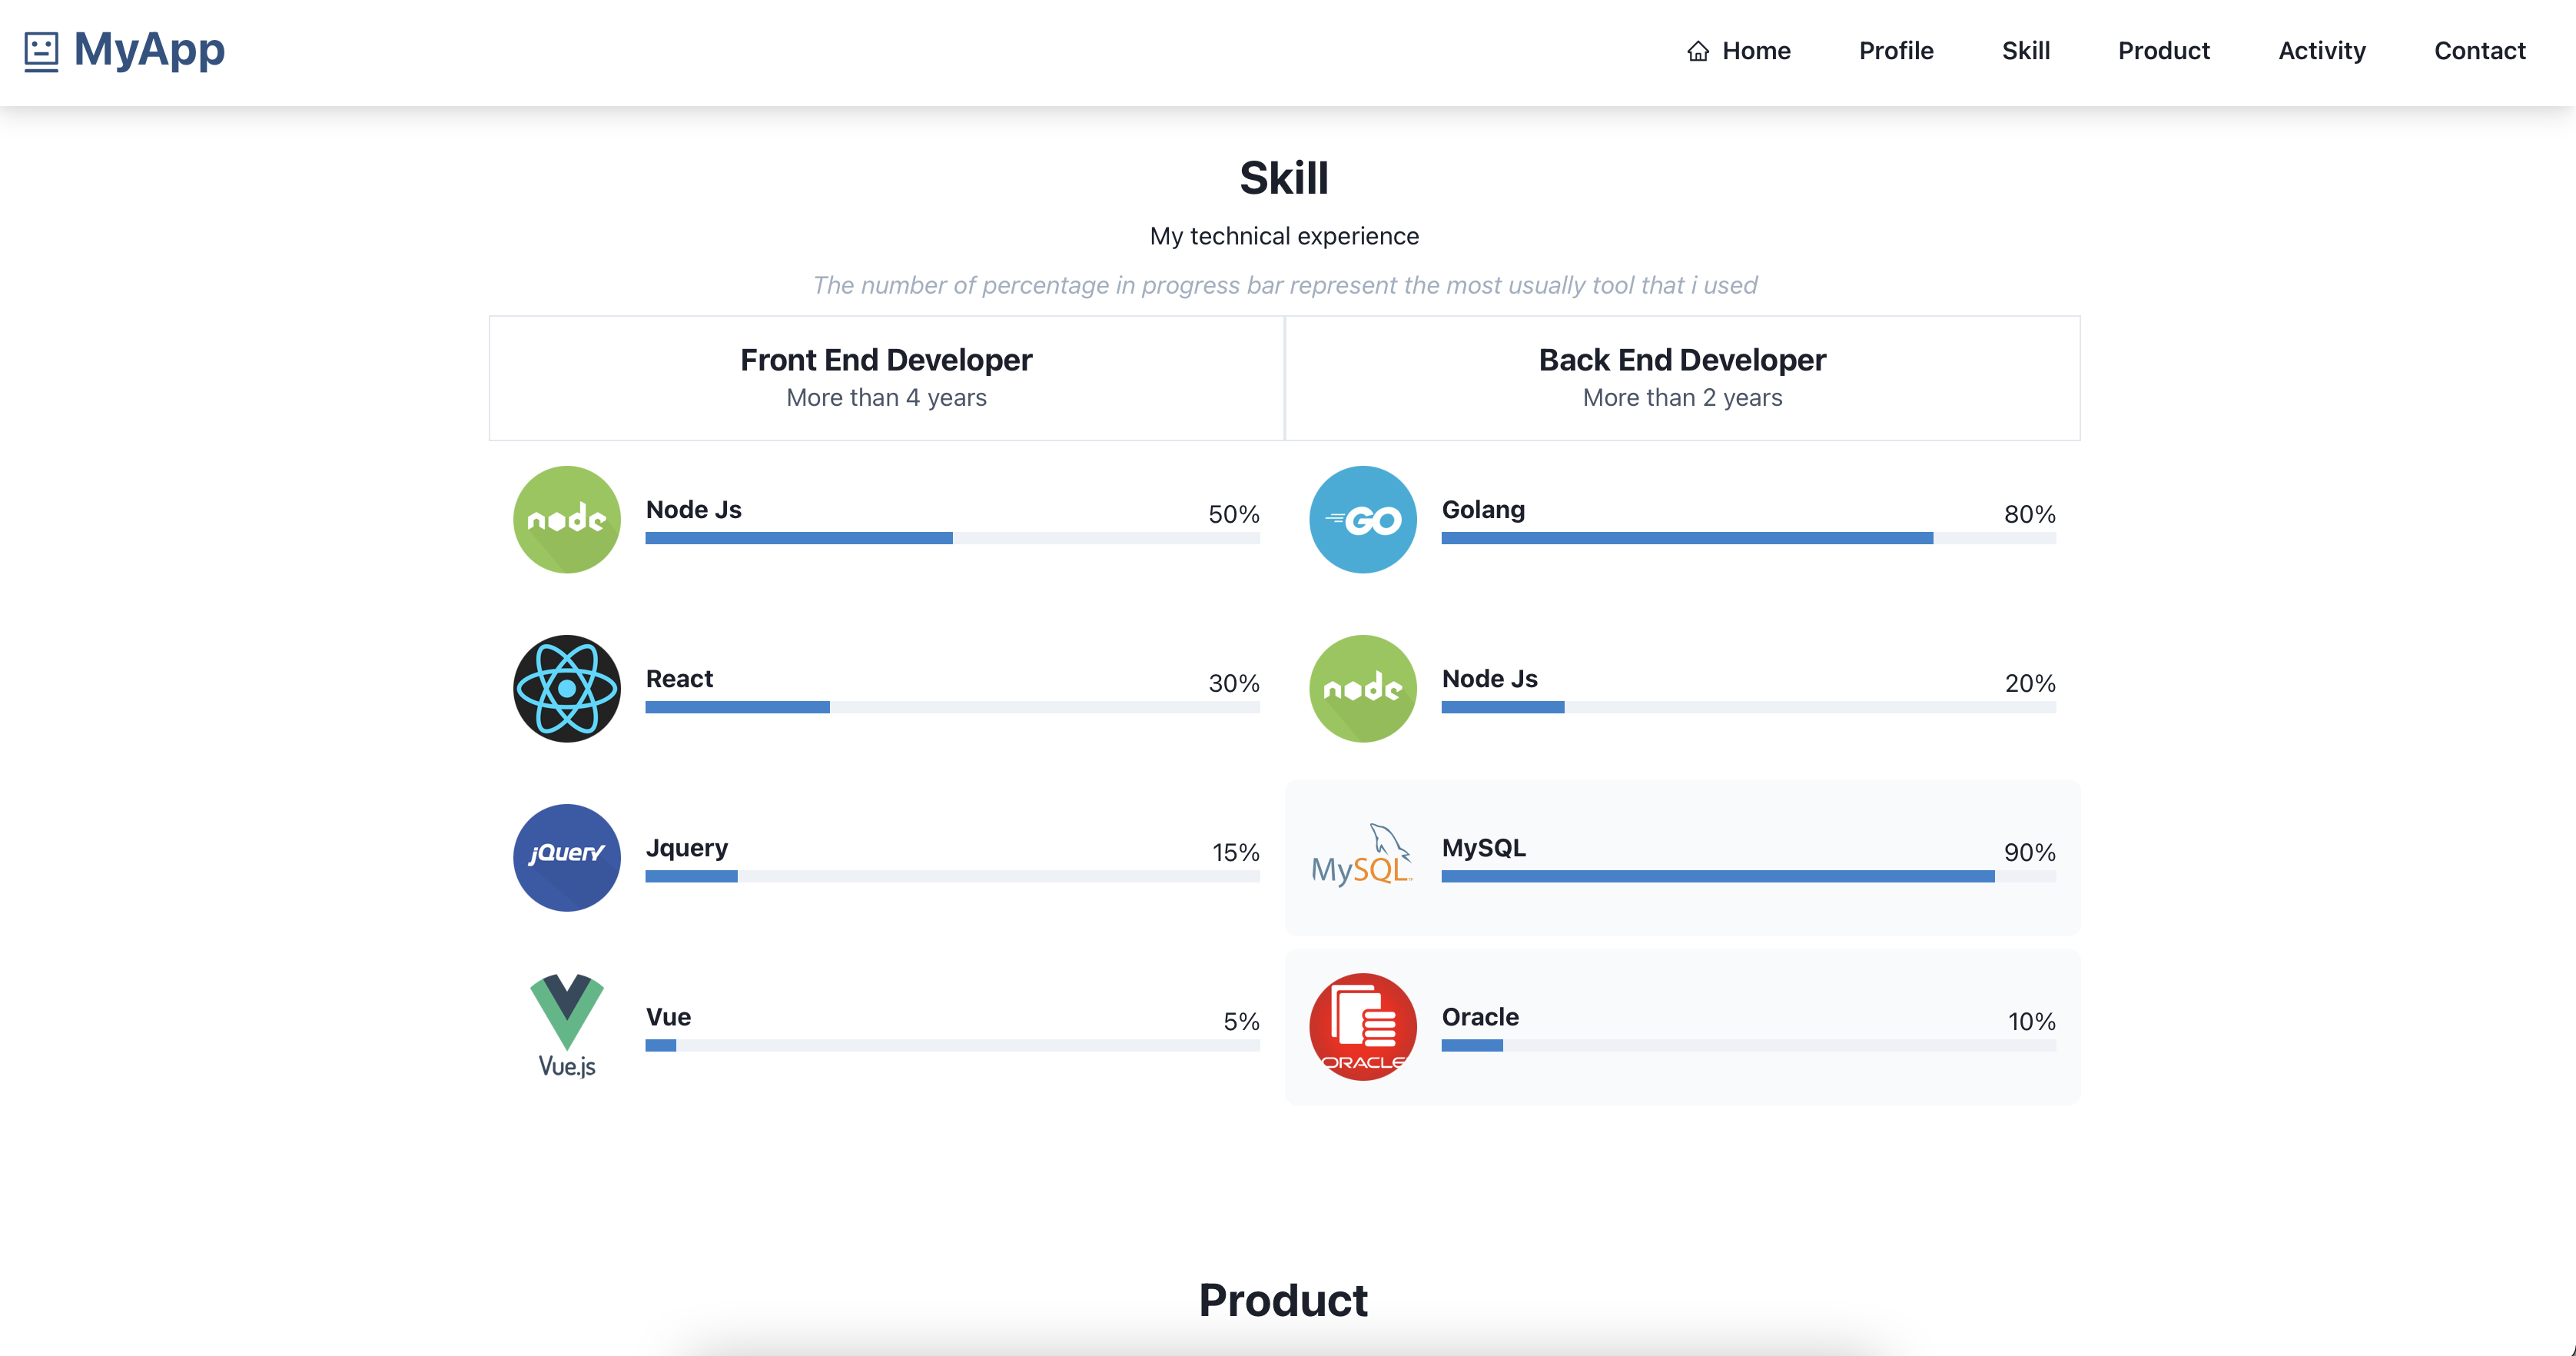 MyApp
Home Profile Skill Product Activity Contact
Skill
My technical experience
The number of percentage in progress bar represent the most usually tool that i used
Front End Developer
More than 4 years
Back End Developer
More than 2 years
node
Node Js
50%
React
30%
jQuery
Jquery
15%
Vue.js
Vue
5%
GO
Golang
80%
node
Node Js
20%
MySQL
MySQL
90%
ORACLE
Oracle
10%
Product